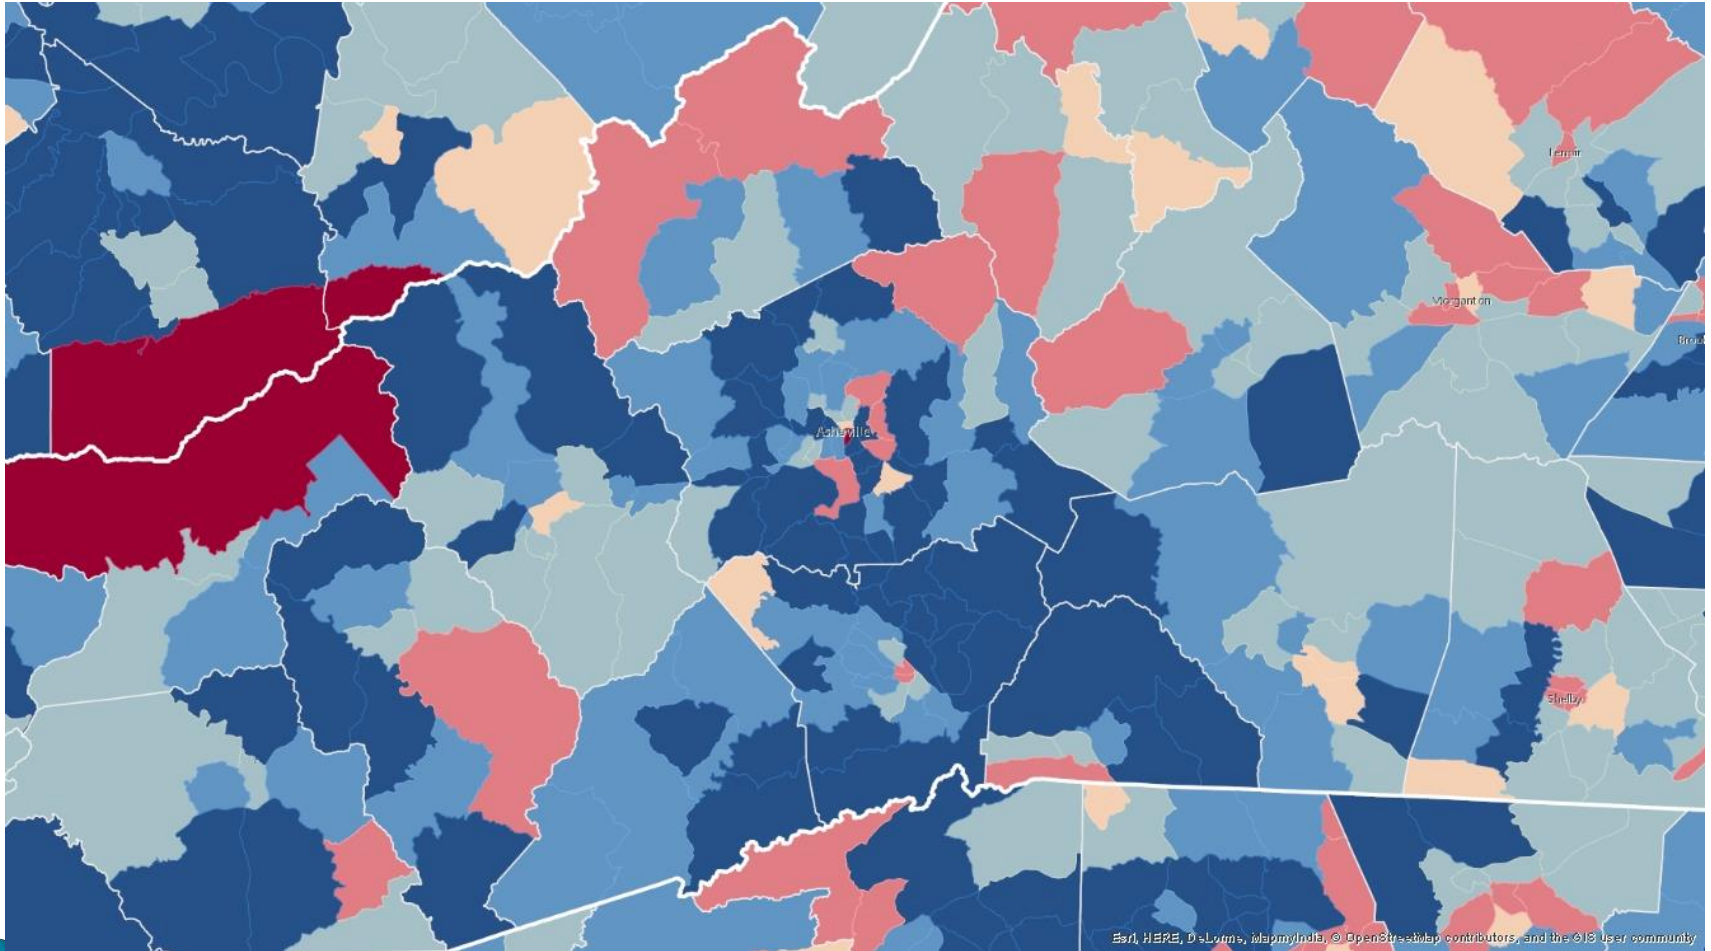 Lenoir
Morganton
Asheville
Shelby
Esri, HERE, DeLorme, MapmyIndia, © OpenStreetMap contributors, and the GIS user community